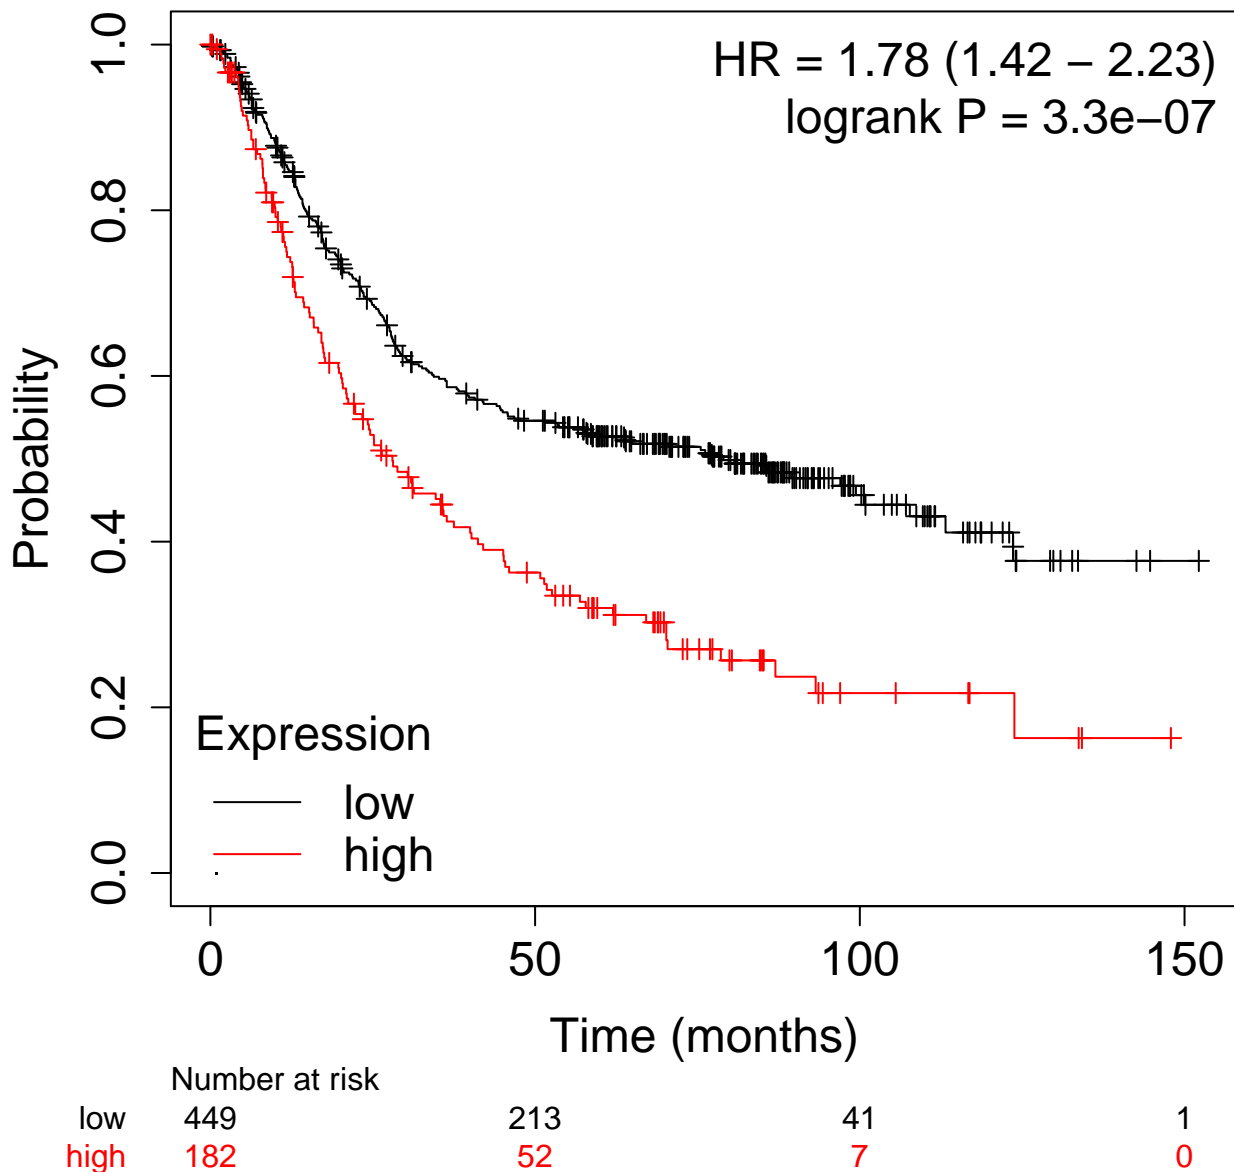 HR = 1.78 (1.42 − 2.23)
logrank P = 3.3e−07
1.0
0.8
0.6
0.4
0.2
0.0
Probability
Expression
low
high
0 50 100 150
Time (months)
Number at risk
low 449 213 41 1
high 182 52 7 0